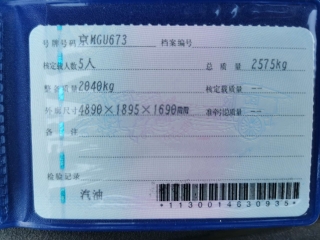 号牌号码 京MGU673 档案编号
核定载人数 5人 总质量 2575kg
整备质量 2040kg 核定载质量 --
外廓尺寸 4890×1895×1690mm 准牵引总质量 --
备注
检验记录
汽油
*1130014630935*